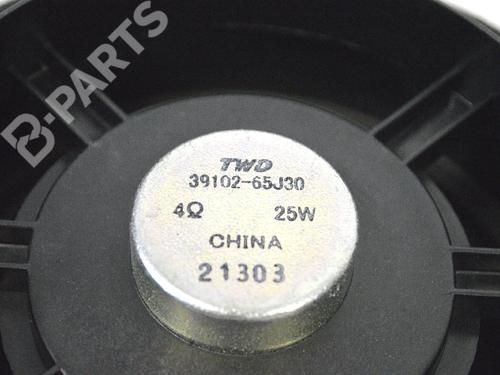 B-PARTS
TWD
39102-65J30
4Ω 25W
CHINA
21303